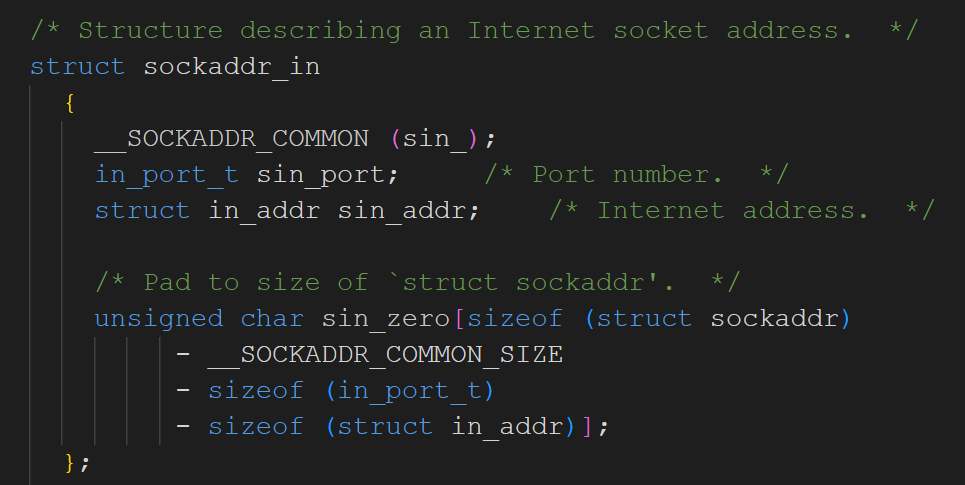 /* Structure describing an Internet socket address.  */
struct sockaddr_in
  {
    __SOCKADDR_COMMON (sin_);
    in_port_t sin_port;     /* Port number.  */
    struct in_addr sin_addr;    /* Internet address.  */

    /* Pad to size of `struct sockaddr'.  */
    unsigned char sin_zero[sizeof (struct sockaddr)
         - __SOCKADDR_COMMON_SIZE
         - sizeof (in_port_t)
         - sizeof (struct in_addr)];
  };